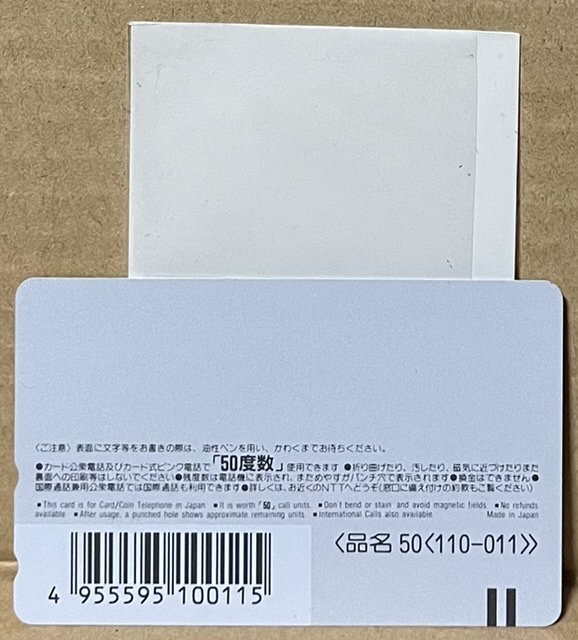 〈ご注意〉表面に文字等をお書きの際は、油性ペンを用い、かわくまでお待ちください。
●カード公衆電話及びカード式ピンク電話で「50度数」使用できます ●折り曲げたり、汚したり、磁気に近づけたりまた
裏面への印刷等はしないでください●残度数は電話機に表示され、まためやすがパンチ穴で表示されます●換金はできません●
国際通話兼用公衆電話では国際通話も利用できます●詳しくは、お近くのNTTへどうぞ(窓口に備え付けの約款もご覧ください)
■This card is for Card/Coin Telephone in Japan ■It is worth「50」call units. ■Don't bend or stain and avoid magnetic fields. ■No refunds
available. ■After usage, a punched hole shows approximate remaining units. ■International Calls also available. Made in Japan
〈品名 50〈110-011〉〉
4 955595 100115